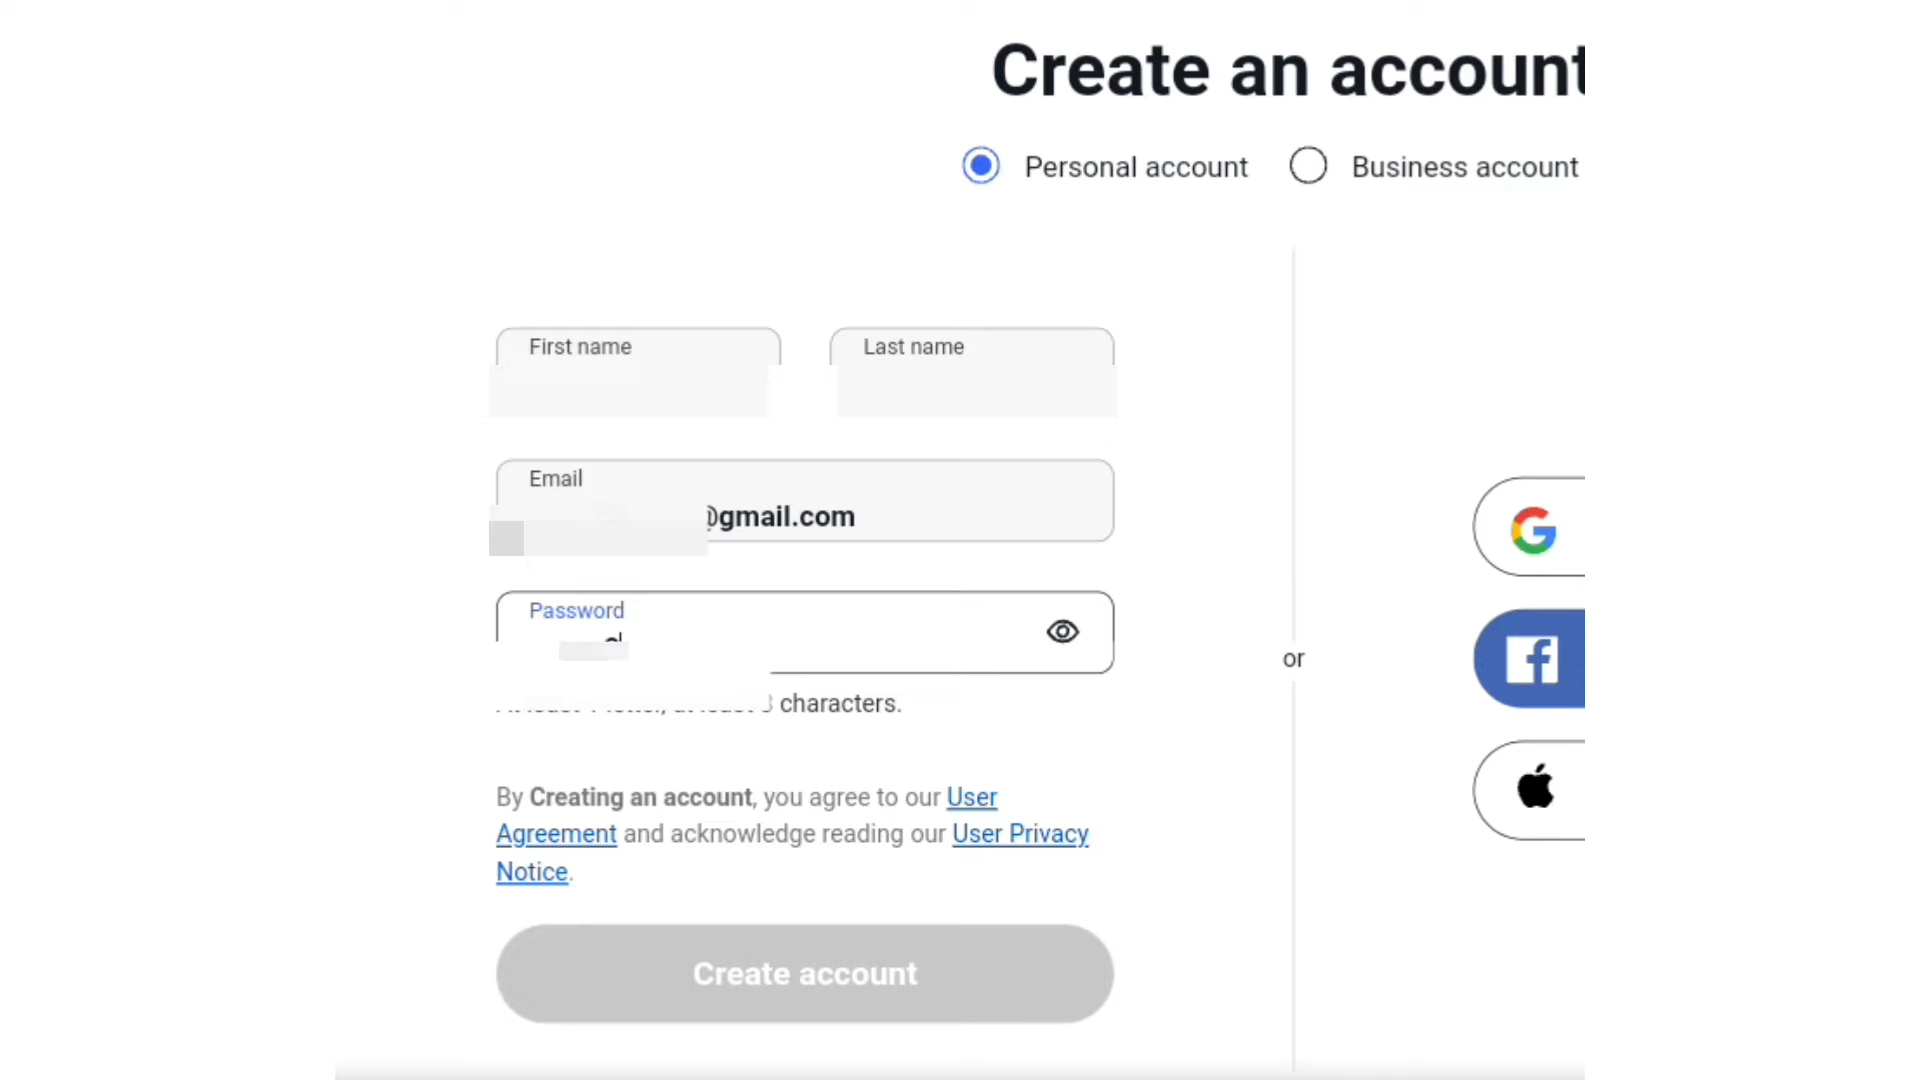 Create an account
Personal account
Business account
First name
Last name
Email
@gmail.com
Password
characters.
or
By Creating an account, you agree to our User
Agreement and acknowledge reading our User Privacy
Notice.
Create account